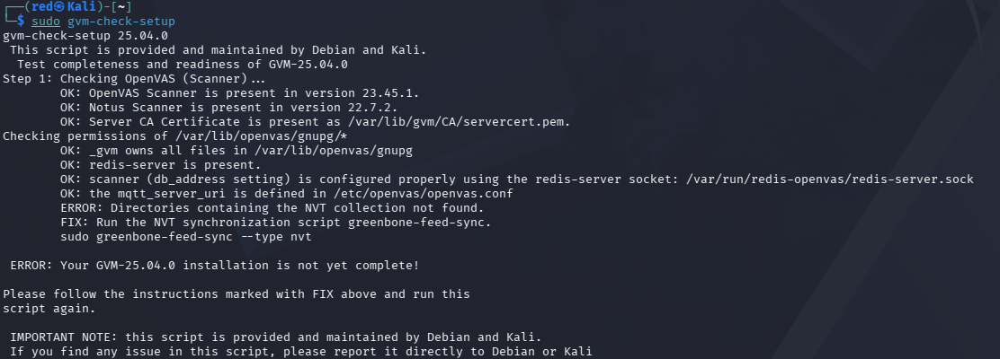 ┌──(red㉿Kali)-[~]
└─$ sudo gvm-check-setup
gvm-check-setup 25.04.0
 This script is provided and maintained by Debian and Kali.
  Test completeness and readiness of GVM-25.04.0
Step 1: Checking OpenVAS (Scanner)...
        OK: OpenVAS Scanner is present in version 23.45.1.
        OK: Notus Scanner is present in version 22.7.2.
        OK: Server CA Certificate is present as /var/lib/gvm/CA/servercert.pem.
Checking permissions of /var/lib/openvas/gnupg/*
        OK: _gvm owns all files in /var/lib/openvas/gnupg
        OK: redis-server is present.
        OK: scanner (db_address setting) is configured properly using the redis-server socket: /var/run/redis-openvas/redis-server.sock
        OK: the mqtt_server_uri is defined in /etc/openvas/openvas.conf
        ERROR: Directories containing the NVT collection not found.
        FIX: Run the NVT synchronization script greenbone-feed-sync.
        sudo greenbone-feed-sync --type nvt

 ERROR: Your GVM-25.04.0 installation is not yet complete!

Please follow the instructions marked with FIX above and run this
script again.

 IMPORTANT NOTE: this script is provided and maintained by Debian and Kali.
 If you find any issue in this script, please report it directly to Debian or Kali